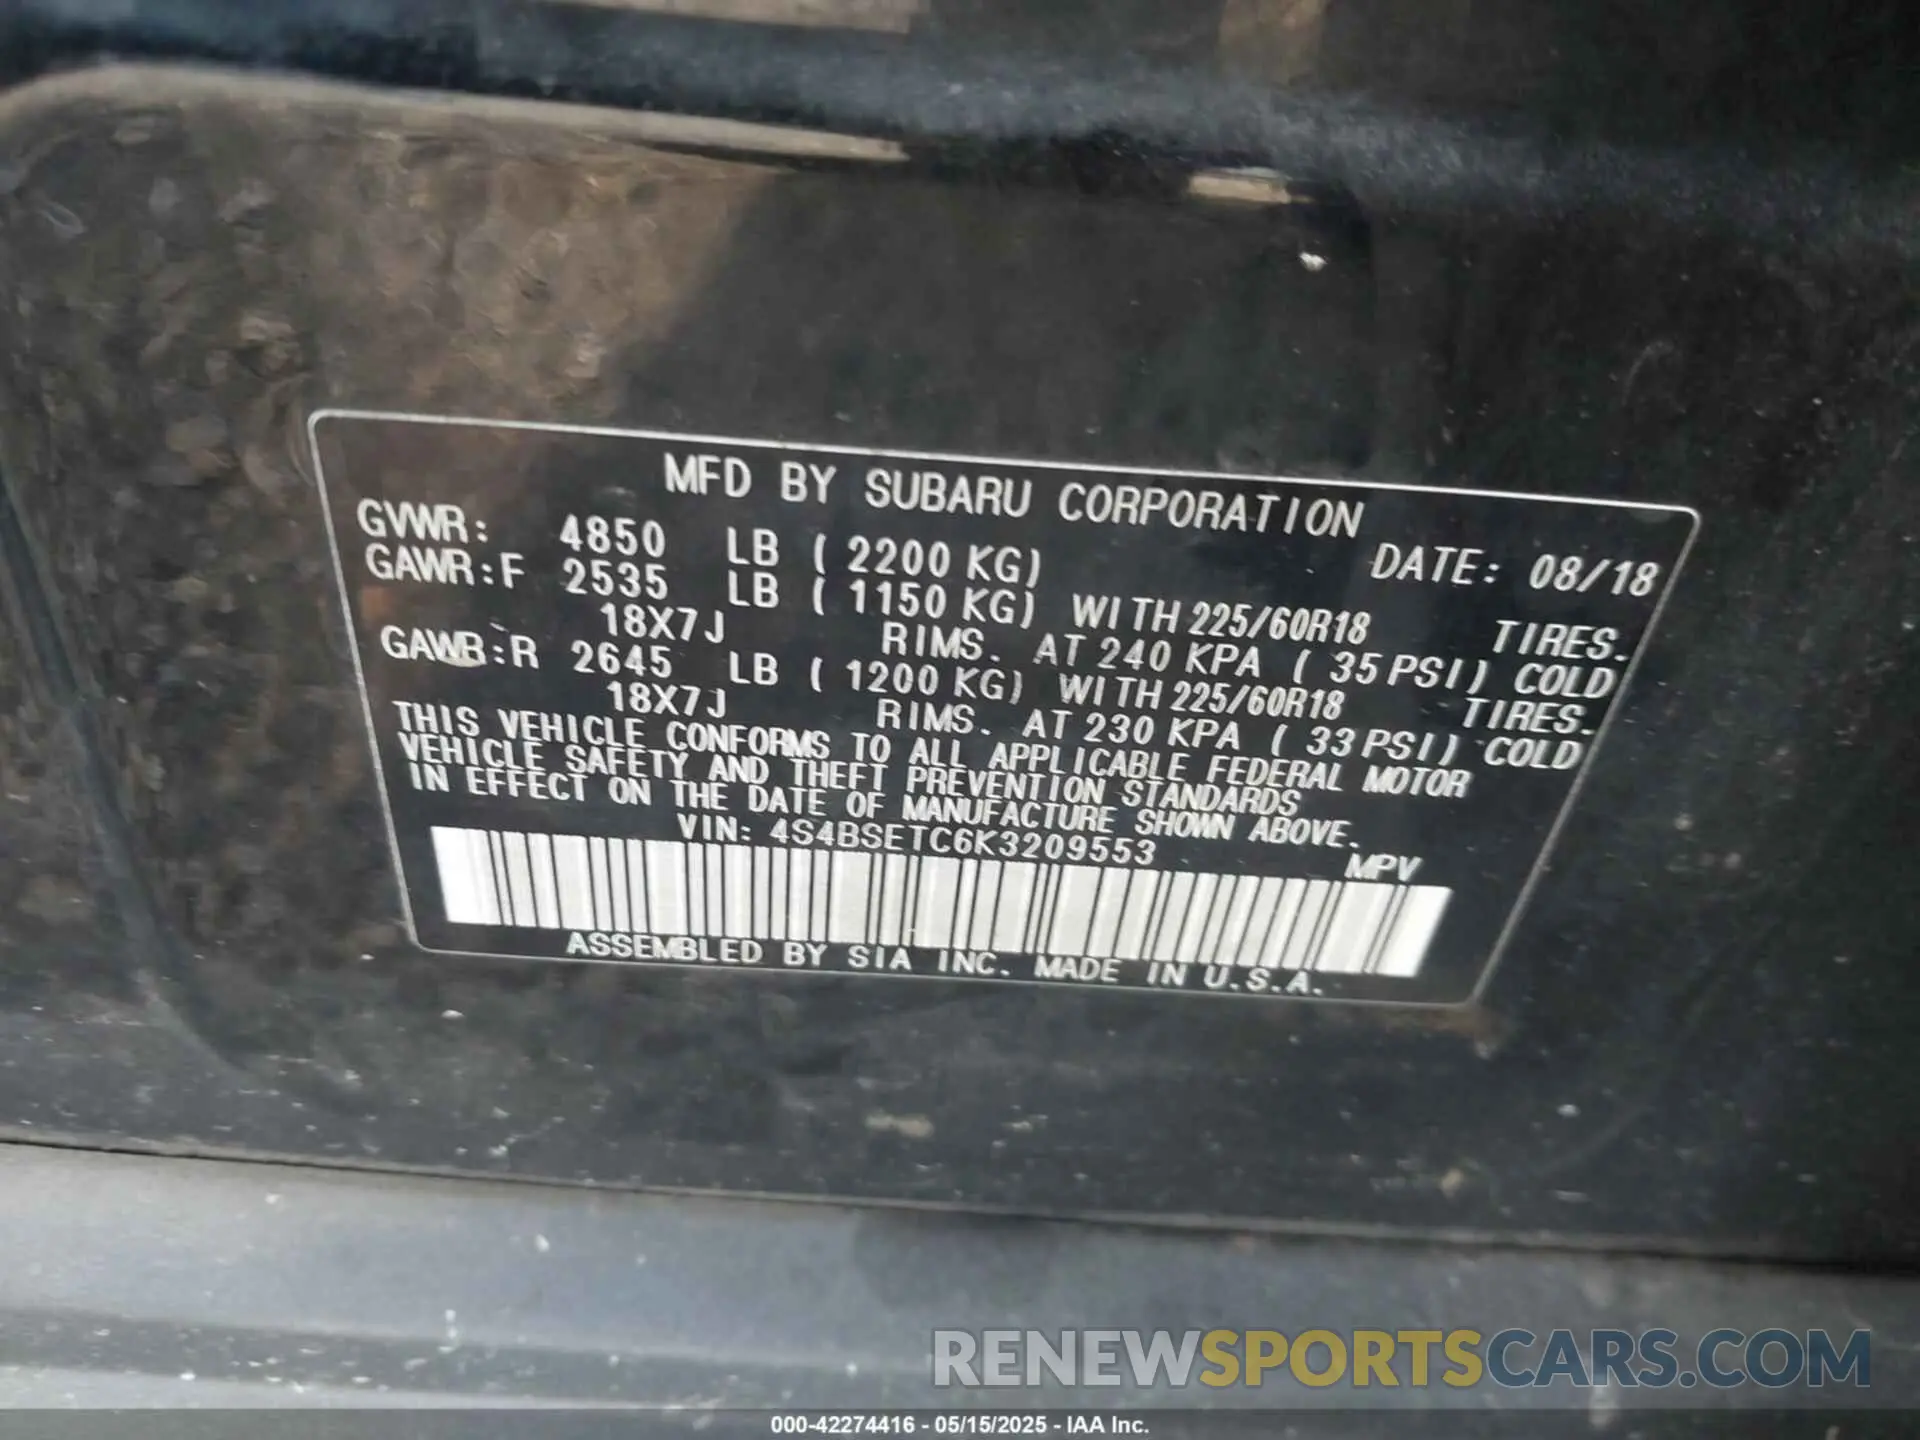 MFD BY SUBARU CORPORATION
GVWR: 4850 LB ( 2200 KG) DATE: 08/18
GAWR:F 2535 LB ( 1150 KG) WITH 225/60R18 TIRES.
18X7J RIMS. AT 240 KPA ( 35 PSI) COLD
GAWR:R 2645 LB ( 1200 KG) WITH 225/60R18 TIRES.
18X7J RIMS. AT 230 KPA ( 33 PSI) COLD
THIS VEHICLE CONFORMS TO ALL APPLICABLE FEDERAL MOTOR
VEHICLE SAFETY AND THEFT PREVENTION STANDARDS
IN EFFECT ON THE DATE OF MANUFACTURE SHOWN ABOVE.
VIN: 4S4BSETC6K3209553 MPV
ASSEMBLED BY SIA INC. MADE IN U.S.A.
RENEWSPORTSCARS.COM
000-42274416 - 05/15/2025 - IAA Inc.